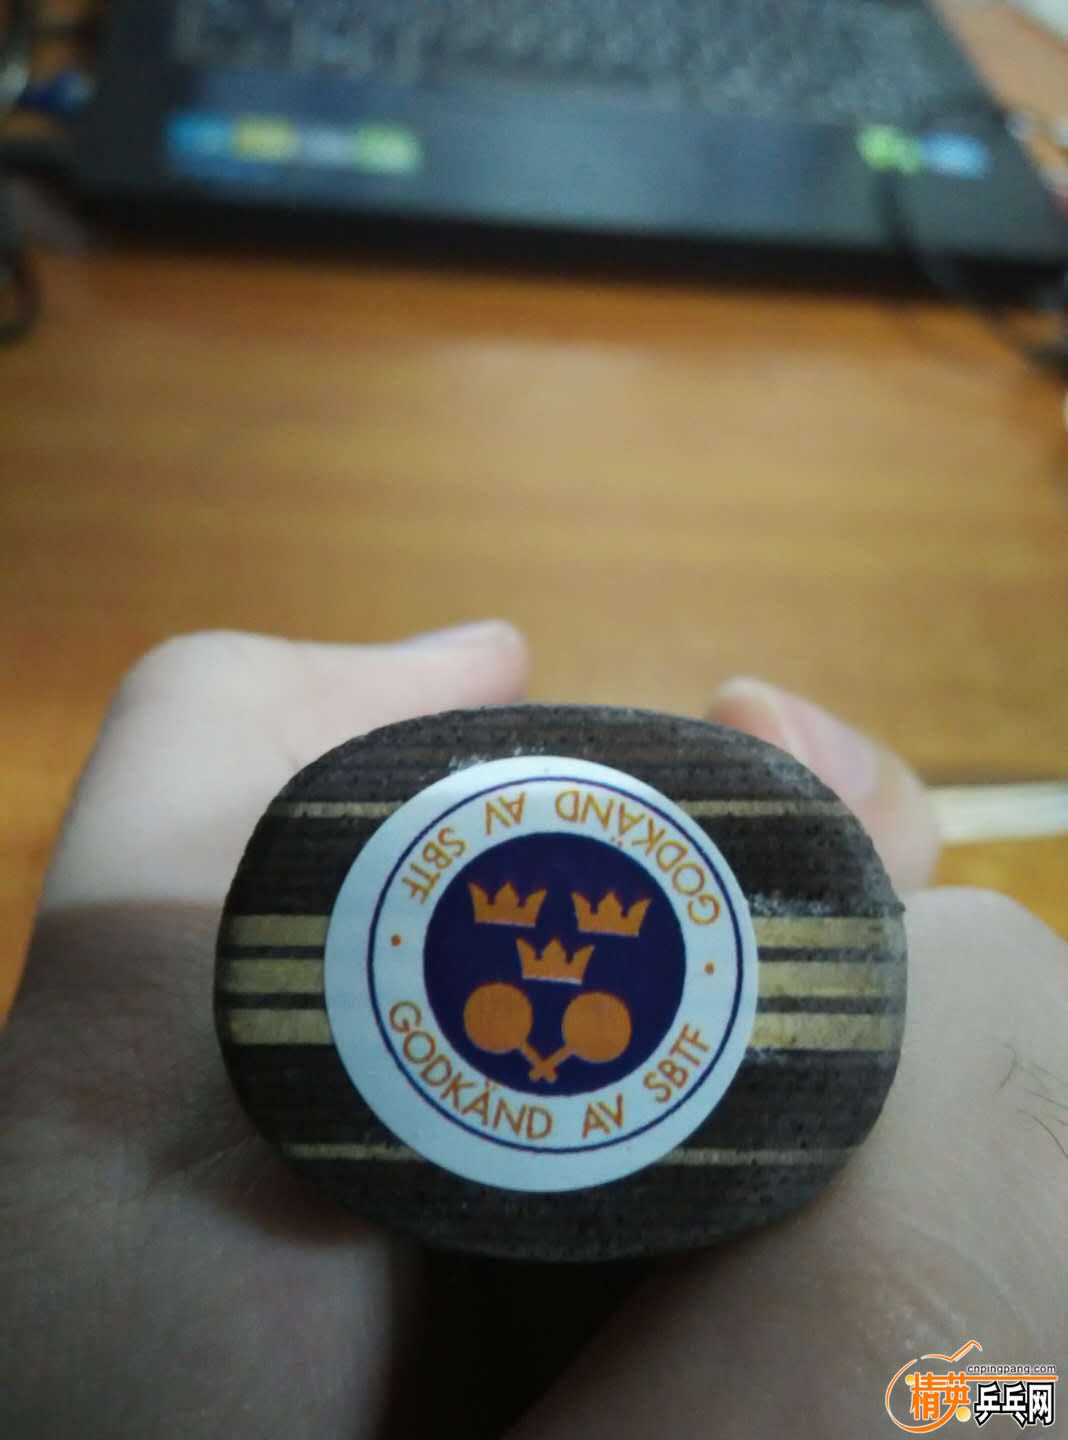 GODKÄND AV SBTF
GODKÄND AV SBTF
cnpingpang.com
精英乒乓网